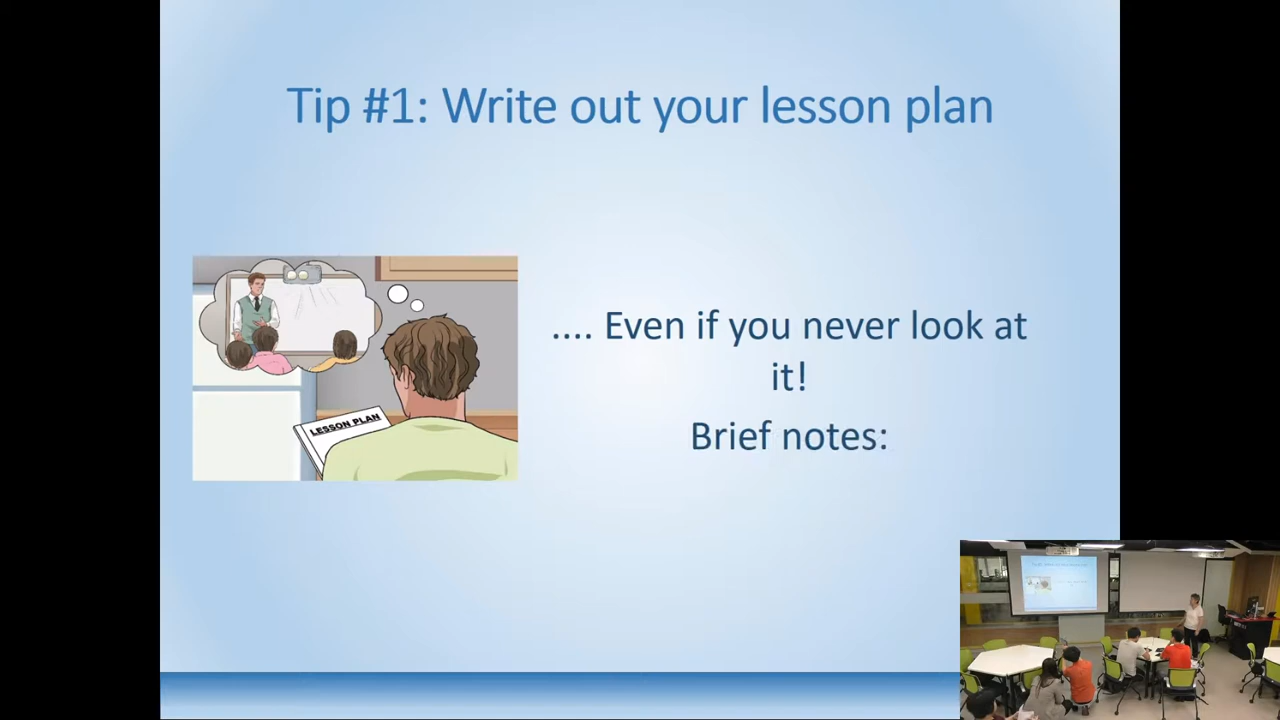 Tip #1: Write out your lesson plan
.... Even if you never look at
it!
Brief notes:
LESSON PLAN